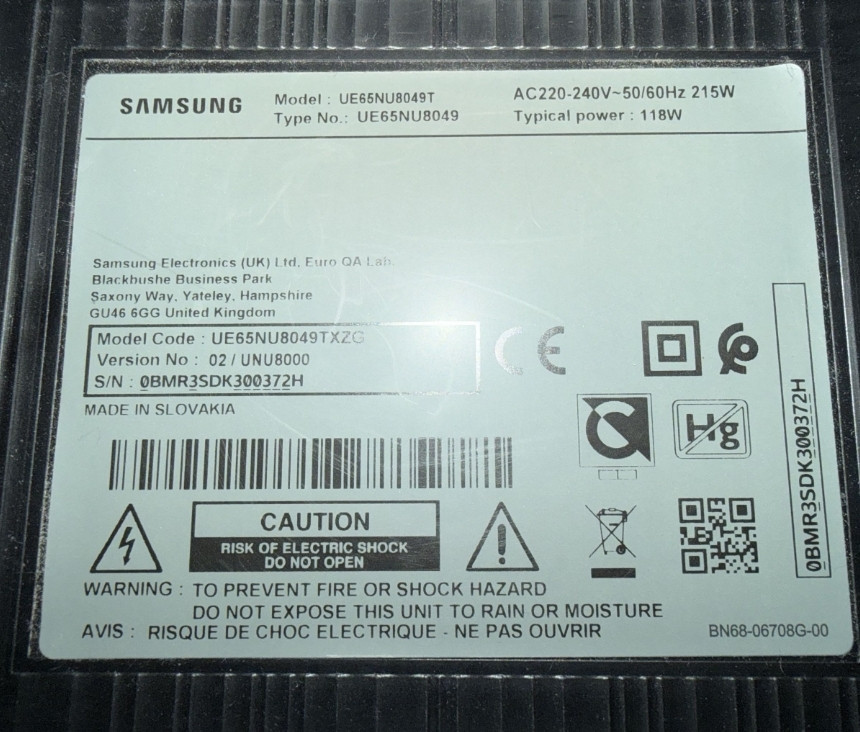 SAMSUNG
Model : UE65NU8049T
Type No.: UE65NU8049
AC220-240V~50/60Hz 215W
Typical power : 118W
Samsung Electronics (UK) Ltd, Euro QA Lab.
Blackbushe Business Park
Saxony Way, Yateley, Hampshire
GU46 6GG United Kingdom
Model Code : UE65NU8049TXZG
Version No : 02 / UNU8000
S/N : 0BMR3SDK300372H
MADE IN SLOVAKIA
CE
C
Hg
0BMR3SDK300372H
CAUTION
RISK OF ELECTRIC SHOCK
DO NOT OPEN
WARNING : TO PREVENT FIRE OR SHOCK HAZARD
DO NOT EXPOSE THIS UNIT TO RAIN OR MOISTURE
AVIS : RISQUE DE CHOC ELECTRIQUE - NE PAS OUVRIR
BN68-06708G-00